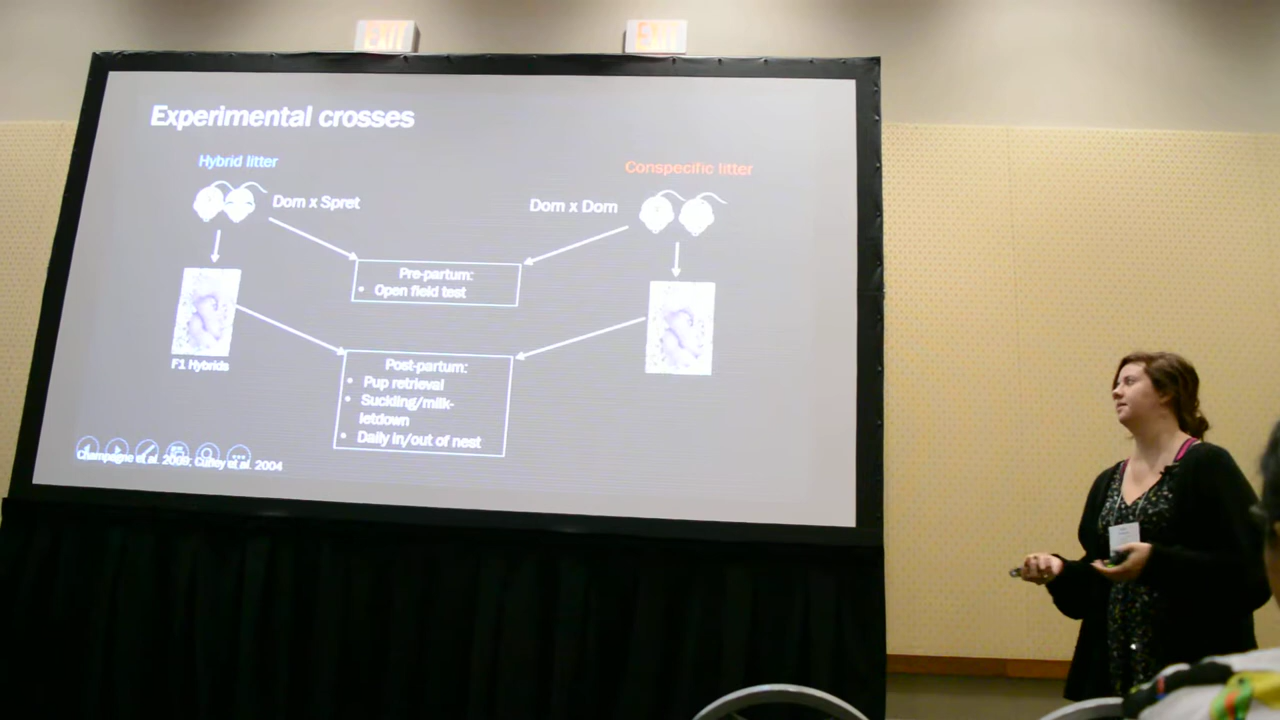 EXIT
EXIT
Experimental crosses
Hybrid litter
Conspecific litter
Dom x Spret
Dom x Dom
Pre-partum:
• Open field test
F1 Hybrids
Post-partum:
• Pup retrieval
• Suckling/milk-
letdown
• Daily in/out of nest
Champagne et al. 2009; Curley et al. 2004